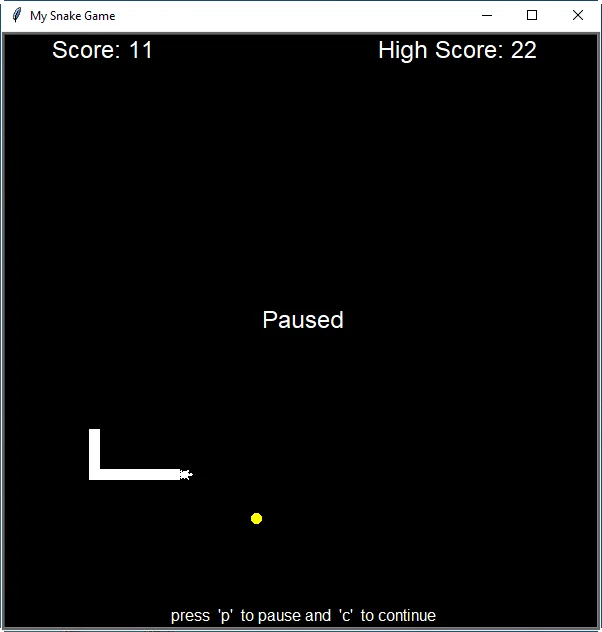 My Snake Game
Score: 11
High Score: 22
Paused
press 'p' to pause and 'c' to continue